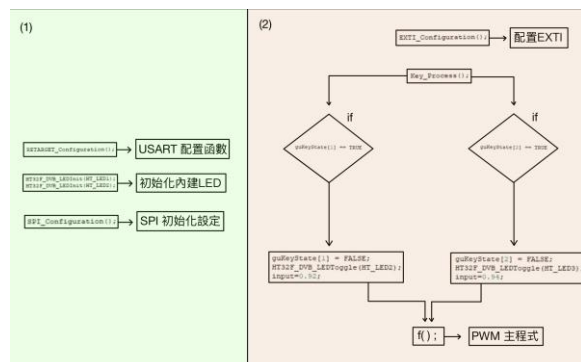 (1)
RETARGET_Configuration();
USART 配置函數
HT32F_DVB_LEDInit(HT_LED1);
HT32F_DVB_LEDInit(HT_LED2);
初始化內建LED
SPI_Configuration();
SPI 初始化設定
(2)
EXTI_Configuration();
配置EXTI
Key_Process();
if
guKeyState[1] == TRUE
guKeyState[1] = FALSE;
HT32F_DVB_LEDToggle(HT_LED2);
input=0.92;
if
guKeyState[2] == TRUE
guKeyState[2] = FALSE;
HT32F_DVB_LEDToggle(HT_LED3);
f( ) ;
PWM 主程式